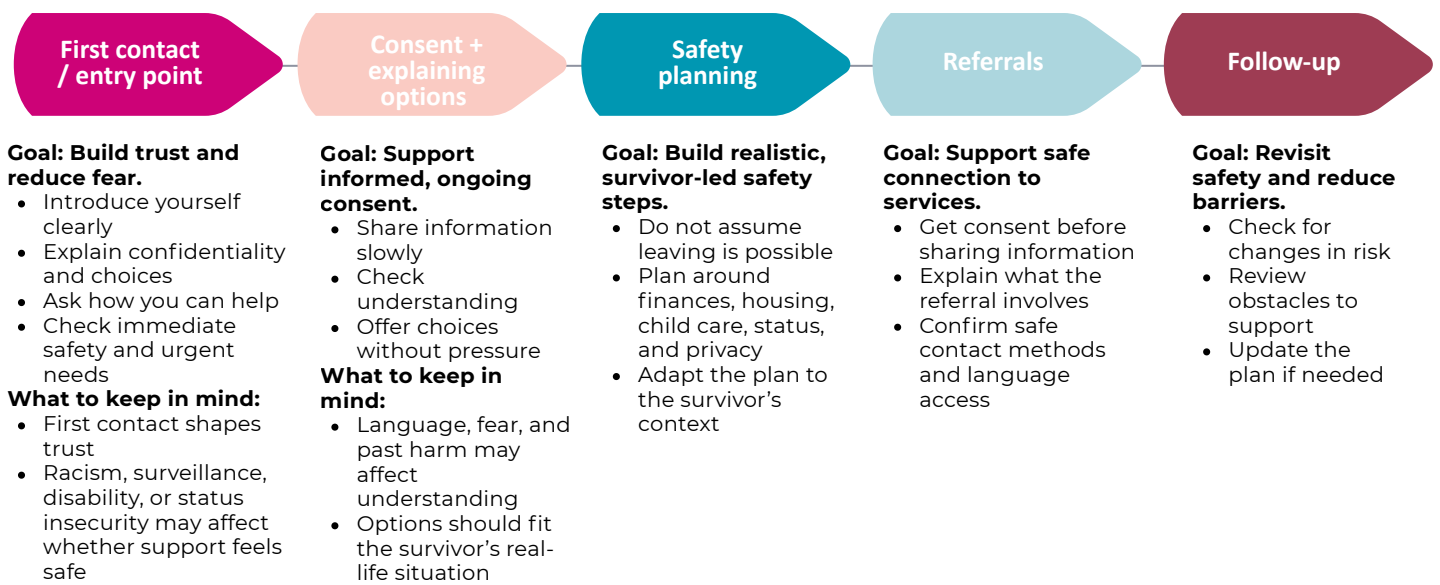 First contact
/ entry point
Consent +
explaining
options
Safety
planning
Referrals
Follow-up
Goal: Build trust and
reduce fear.
• Introduce yourself
clearly
• Explain confidentiality
and choices
• Ask how you can help
• Check immediate
safety and urgent
needs
What to keep in mind:
• First contact shapes
trust
• Racism, surveillance,
disability, or status
insecurity may affect
whether support feels
safe
Goal: Support
informed, ongoing
consent.
• Share information
slowly
• Check
understanding
• Offer choices
without pressure
What to keep in
mind:
• Language, fear, and
past harm may
affect
understanding
• Options should fit
the survivor's real-
life situation
Goal: Build realistic,
survivor-led safety
steps.
• Do not assume
leaving is possible
• Plan around
finances, housing,
child care, status,
and privacy
• Adapt the plan to
the survivor's
context
Goal: Support safe
connection to
services.
• Get consent before
sharing information
• Explain what the
referral involves
• Confirm safe
contact methods
and language
access
Goal: Revisit
safety and reduce
barriers.
• Check for
changes in risk
• Review
obstacles to
support
• Update the
plan if needed